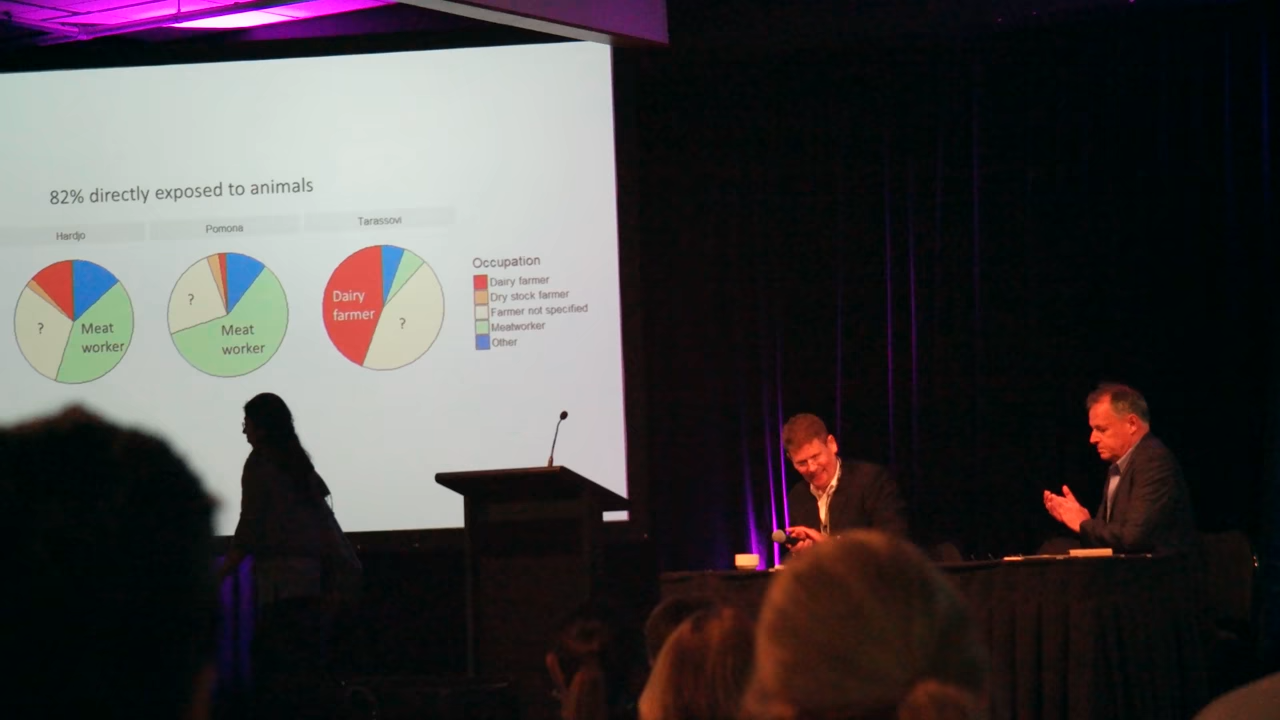 82% directly exposed to animals
Hardjo
Pomona
Tarassovi
?
Meat
worker
?
Meat
worker
Dairy
farmer
?
Occupation
Dairy farmer
Dry stock farmer
Farmer not specified
Meatworker
Other